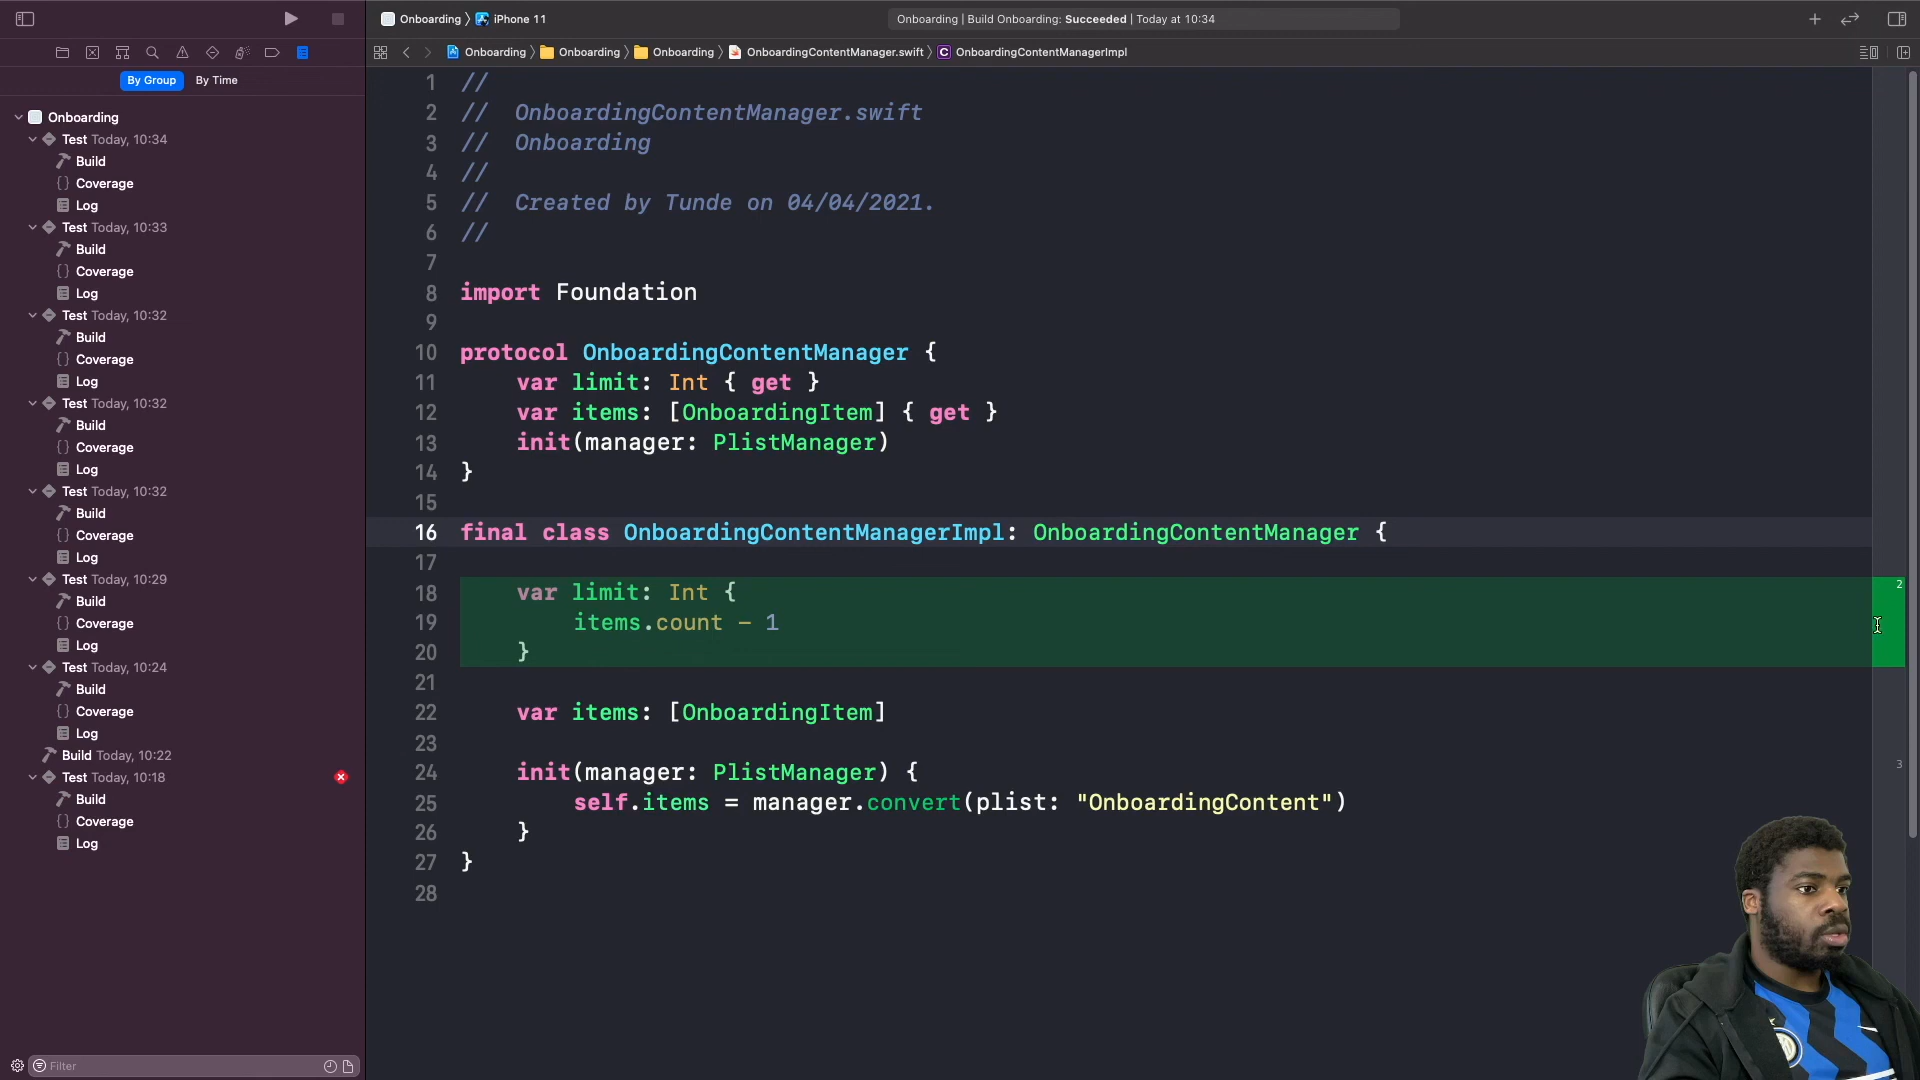 Onboarding
iPhone 11
Onboarding | Build Onboarding: Succeeded | Today at 10:34
Onboarding
Onboarding
Onboarding
OnboardingContentManager.swift
C OnboardingContentManagerImpl
By Group
By Time
Onboarding
Test Today, 10:34
Build
Coverage
Log
Test Today, 10:33
Build
Coverage
Log
Test Today, 10:32
Build
Coverage
Log
Test Today, 10:32
Build
Coverage
Log
Test Today, 10:32
Build
Coverage
Log
Test Today, 10:29
Build
Coverage
Log
Test Today, 10:24
Build
Coverage
Log
Build Today, 10:22
Test Today, 10:18
Build
Coverage
Log
Filter
1 //
2 // OnboardingContentManager.swift
3 // Onboarding
4 //
5 // Created by Tunde on 04/04/2021.
6 //
7
8 import Foundation
9
10 protocol OnboardingContentManager {
11 var limit: Int { get }
12 var items: [OnboardingItem] { get }
13 init(manager: PlistManager)
14 }
15
16 final class OnboardingContentManagerImpl: OnboardingContentManager {
17
18 var limit: Int {
19 items.count - 1
20 }
21
22 var items: [OnboardingItem]
23
24 init(manager: PlistManager) {
25 self.items = manager.convert(plist: "OnboardingContent")
26 }
27 }
28
2
3